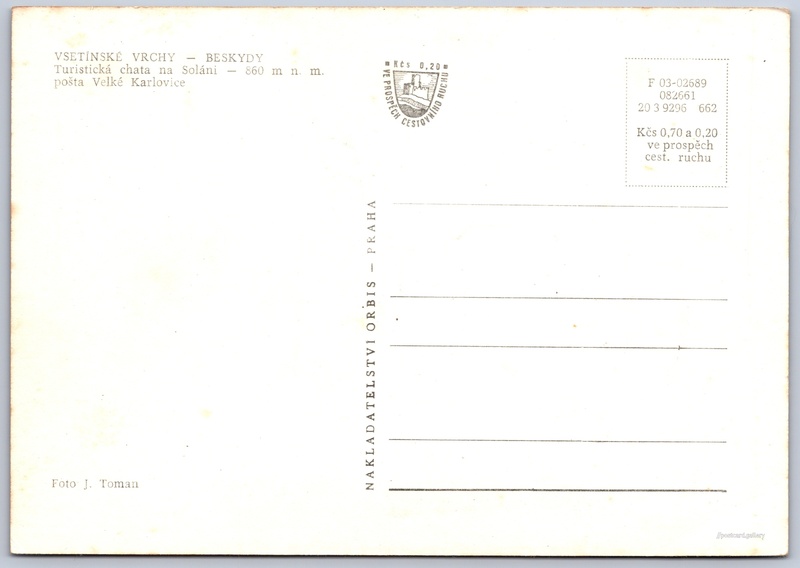 VSETÍNSKÉ VRCHY — BESKYDY
Turistická chata na Soláni — 860 m n. m.
pošta Velké Karlovice
Kčs 0,20
VE PROSPĚCH CESTOVNÍHO RUCHU
F 03-02689
082661
20 3 9296 662
Kčs 0,70 a 0,20
ve prospěch
cest. ruchu
NAKLADATELSTVÍ ORBIS — PRAHA
Foto J. Toman
//postcard.gallery